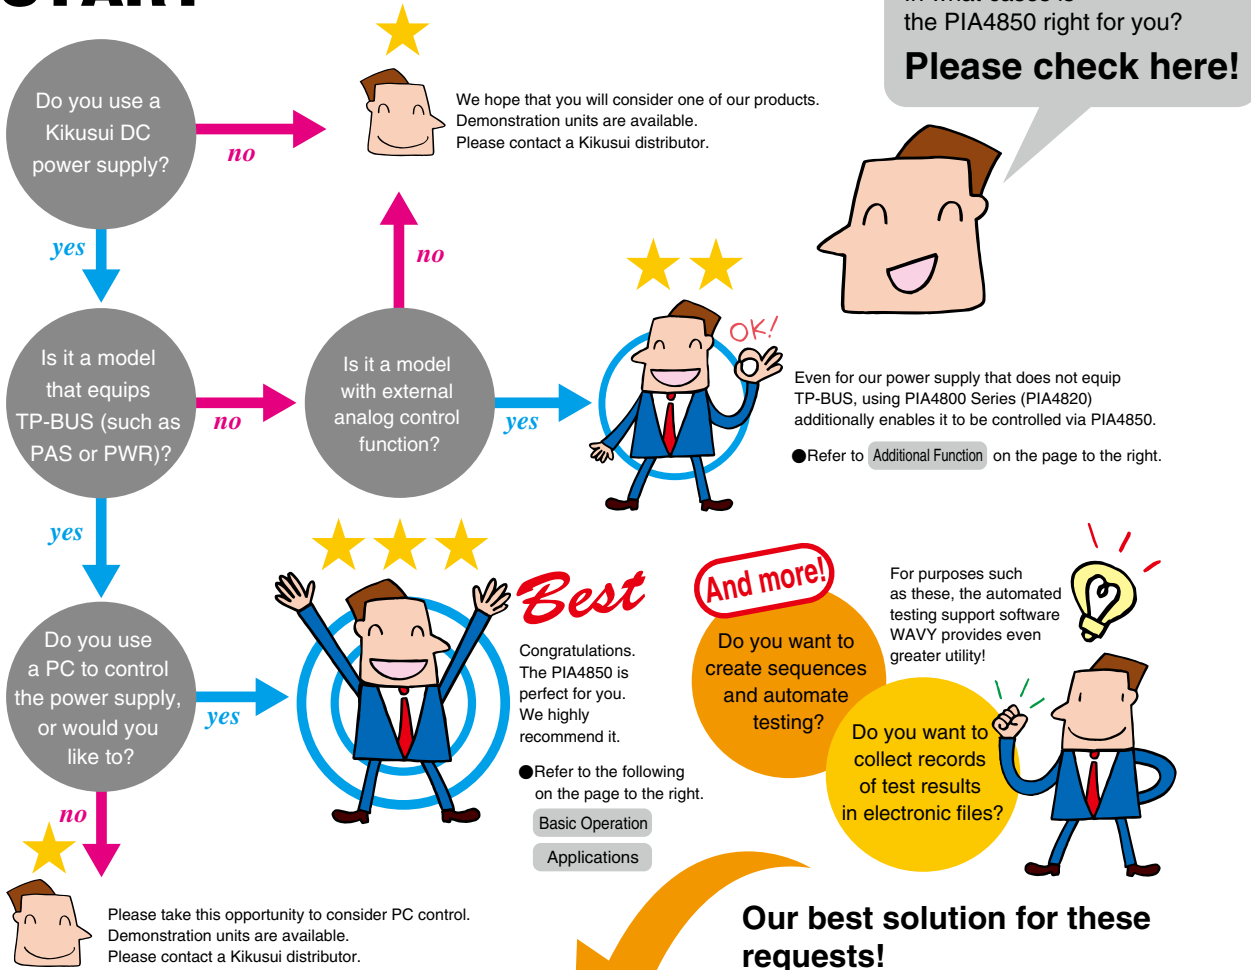 START
In what cases is
the PIA4850 right for you?
Please check here!
Do you use a
Kikusui DC
power supply?
no
We hope that you will consider one of our products.
Demonstration units are available.
Please contact a Kikusui distributor.
yes
no
Is it a model
that equips
TP-BUS (such as
PAS or PWR)?
no
Is it a model
with external
analog control
function?
yes
OK!
Even for our power supply that does not equip
TP-BUS, using PIA4800 Series (PIA4820)
additionally enables it to be controlled via PIA4850.
●Refer to Additional Function on the page to the right.
yes
Do you use
a PC to control
the power supply,
or would you
like to?
yes
Best
Congratulations.
The PIA4850 is
perfect for you.
We highly
recommend it.
●Refer to the following
on the page to the right.
Basic Operation
Applications
no
Please take this opportunity to consider PC control.
Demonstration units are available.
Please contact a Kikusui distributor.
And more!
Do you want to
create sequences
and automate
testing?
Do you want to
collect records
of test results
in electronic files?
For purposes such
as these, the automated
testing support software
WAVY provides even
greater utility!
Our best solution for these
requests!